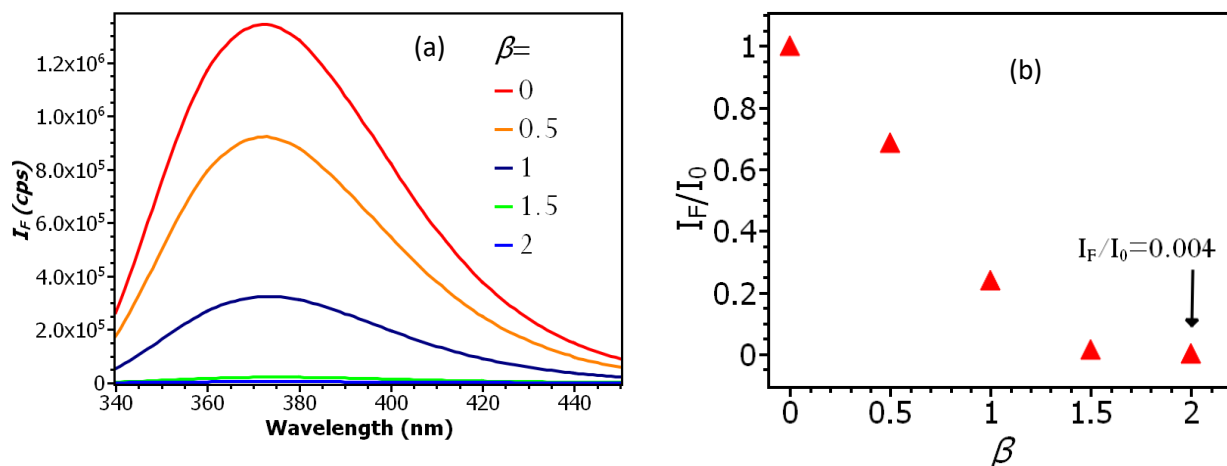 (a)
β=
0
0.5
1
1.5
2
1.2x10⁶
1.0x10⁶
8.0x10⁵
6.0x10⁵
4.0x10⁵
2.0x10⁵
0
I_F (cps)
340 360 380 400 420 440
Wavelength (nm)
(b)
1
0.8
0.6
0.4
0.2
0
I_F/I₀
I_F/I₀=0.004
0 0.5 1 1.5 2
β